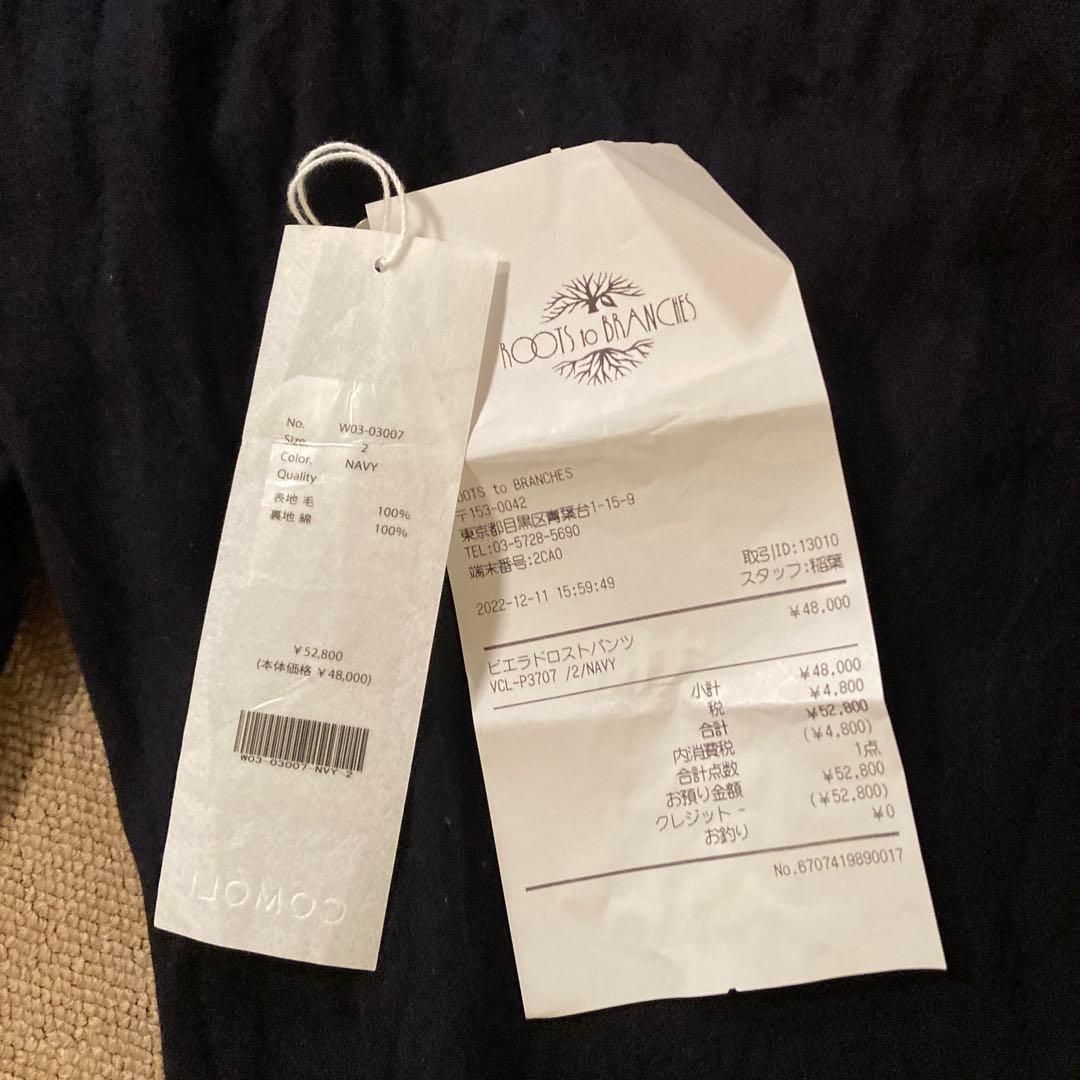 No. W03-03007
Size 2
Color. NAVY
Quality
表地 毛 100%
裏地 綿 100%
￥52,800
(本体価格 ￥48,000)
W03-03007-NVY-2
COMOLI
ROOTS to BRANCHES
OOTS to BRANCHES
〒153-0042
東京都目黒区青葉台1-15-9
TEL:03-5728-5690
端末番号:2CA0
取引ID:13010
2022-12-11 15:59:49
スタッフ:稲葉
ビエラドロストパンツ ￥48,000
VCL-P3707 /2/NAVY
小計 ￥48,000
税 ￥4,800
合計 ￥52,800
内消費税 (￥4,800)
合計点数 1点
お預り金額 ￥52,800
クレジット - (￥52,800)
お釣り ￥0
No.6707419890017